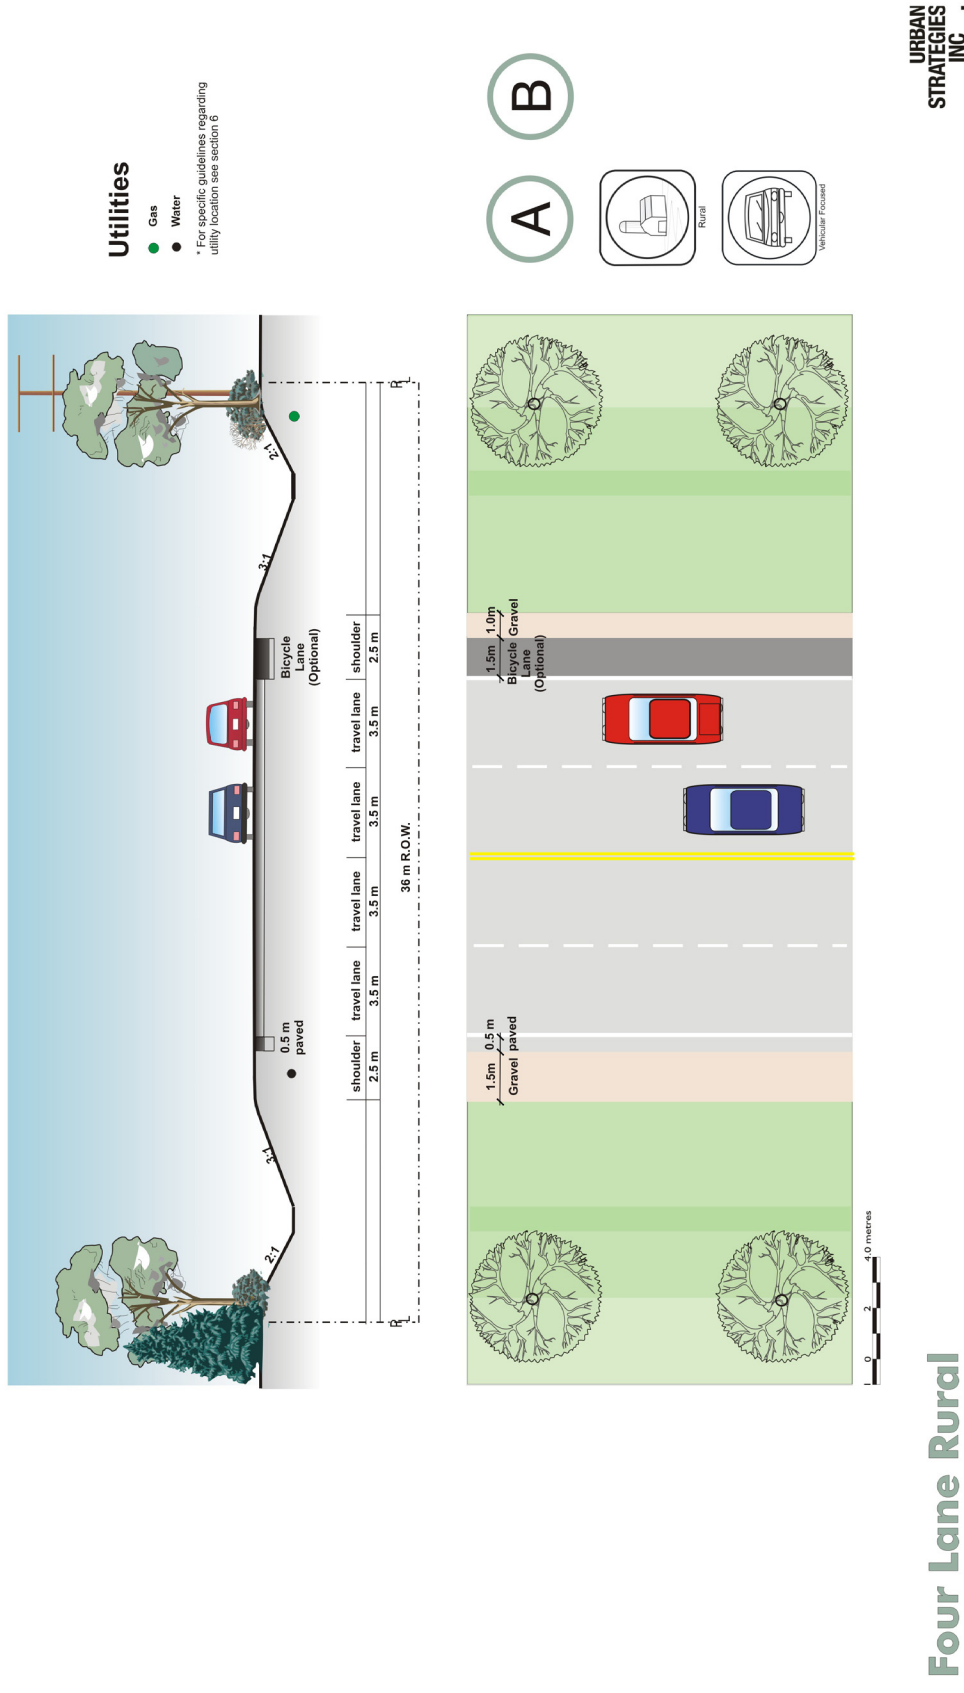 Utilities
Gas
Water
* For specific guidelines regarding
utility location see section 6
2:1
3:1
0.5 m
paved
Bicycle
Lane
(Optional)
3:1
2:1
shoulder
travel lane
travel lane
travel lane
travel lane
shoulder
2.5 m
3.5 m
3.5 m
3.5 m
3.5 m
2.5 m
36 m R.O.W.
1.5m
Gravel
0.5 m
paved
1.5m
Bicycle
Lane
(Optional)
1.0m
Gravel
A
B
Rural
Vehicular Focused
0
2
4.0 metres
Four Lane Rural
URBAN
STRATEGIES
INC